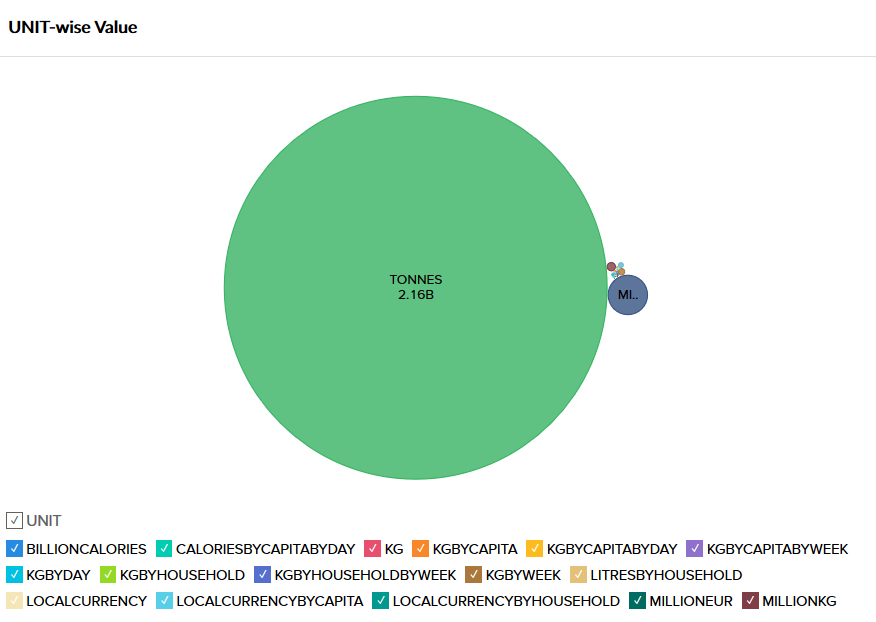 UNIT-wise Value
TONNES
2.16B
MI..
UNIT
BILLIONCALORIES CALORIESBYCAPITABYDAY KG KGBYCAPITA KGBYCAPITABYDAY KGBYCAPITABYWEEK
KGBYDAY KGBYHOUSEHOLD KGBYHOUSEHOLDBYWEEK KGBYWEEK LITRESBYHOUSEHOLD
LOCALCURRENCY LOCALCURRENCYBYCAPITA LOCALCURRENCYBYHOUSEHOLD MILLIONEUR MILLIONKG